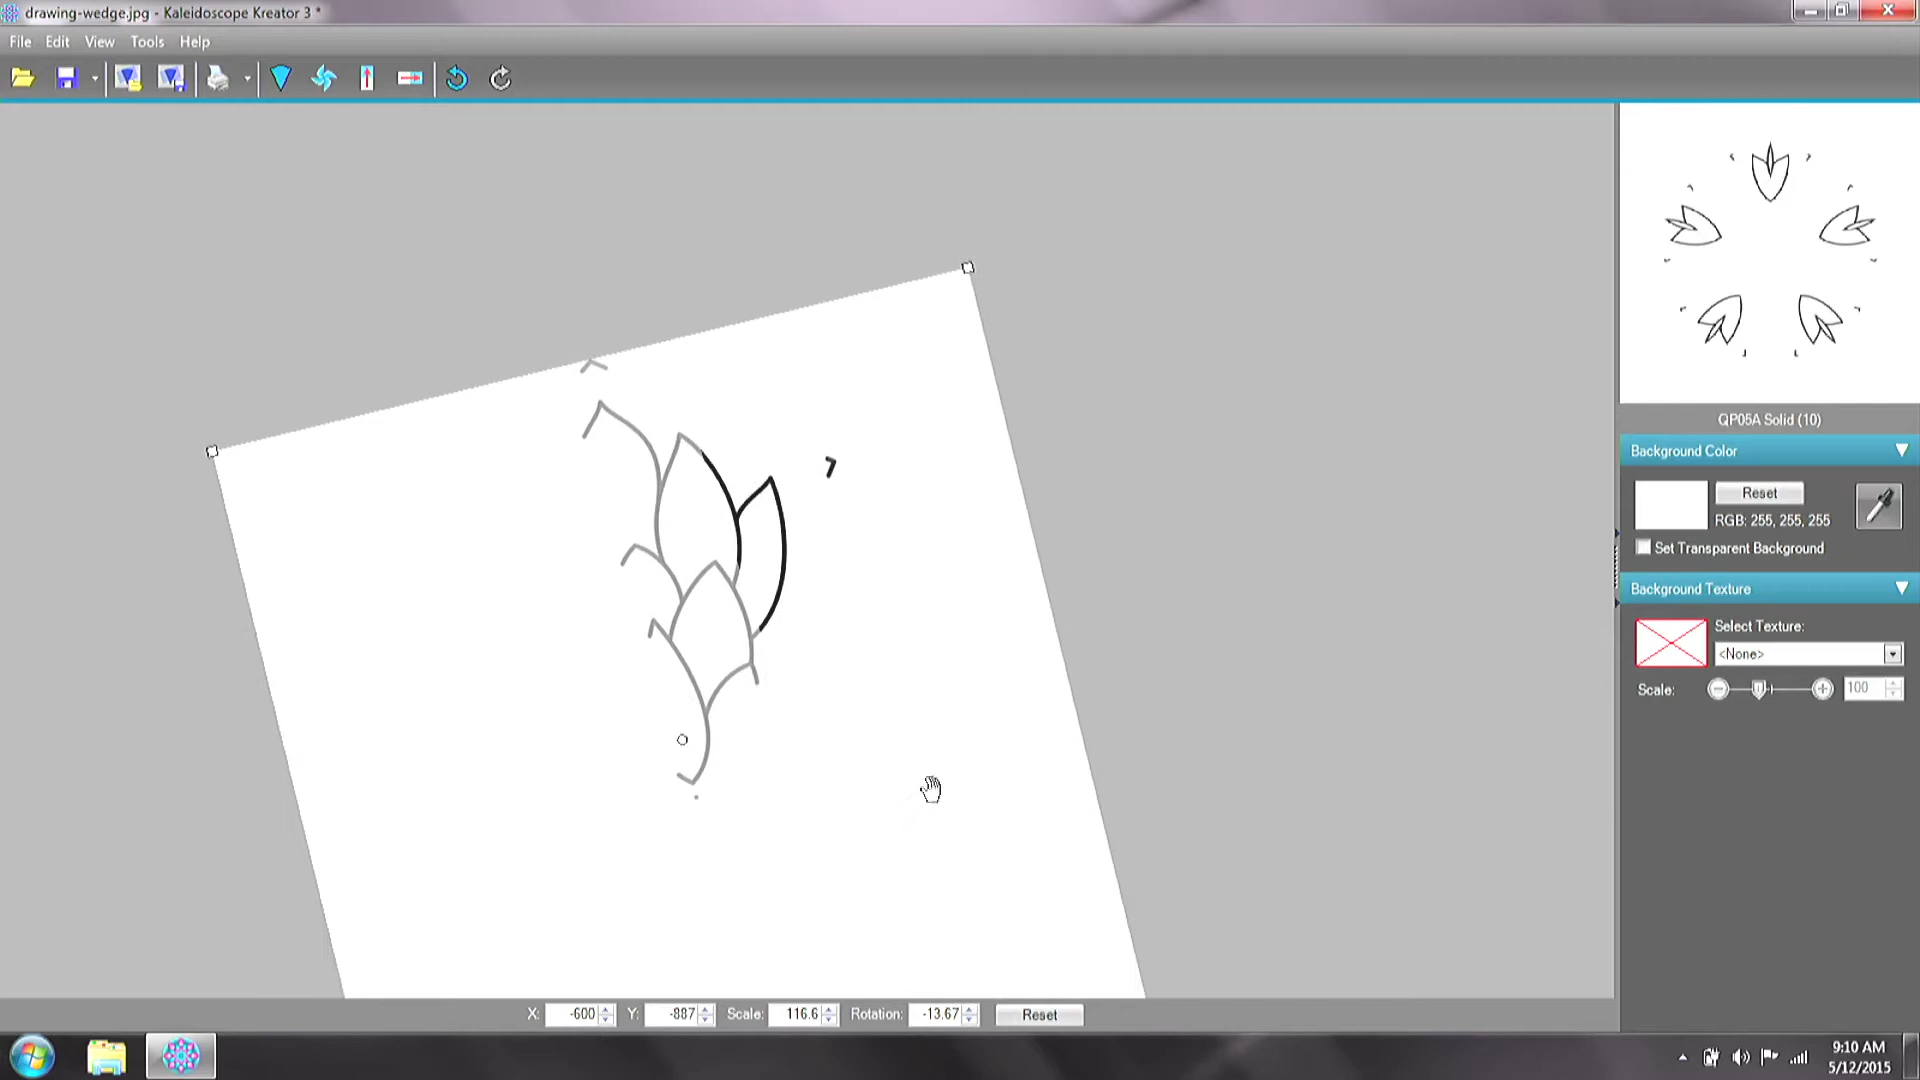 drawing-wedge.jpg - Kaleidoscope Kreator 3 *
File Edit View Tools Help
QP05A Solid (10)
Background Color
Reset
RGB: 255, 255, 255
Set Transparent Background
Background Texture
Select Texture:
<None>
Scale: 100
X: -600 Y: -887 Scale: 116.6 Rotation: -13.67 Reset
9:10 AM
5/12/2015